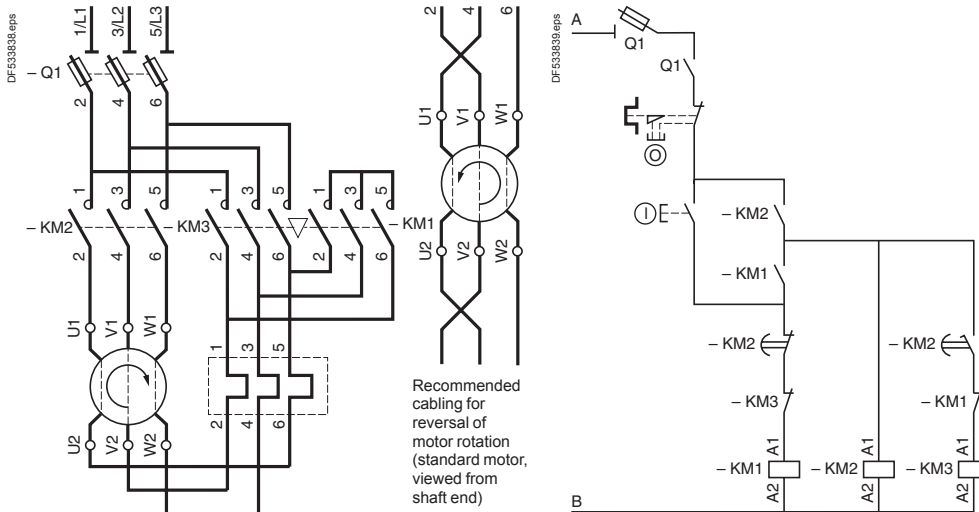 DF533838.eps
1/L1
3/L2
5/L3
– Q1
2
4
6
1
3
5
1
3
5
1
3
5
– KM2
– KM3
– KM1
2
4
6
2
4
6
2
4
6
U1
V1
W1
1
3
5
2
4
6
U2
V2
W2
2
4
6
U1
V1
W1
U2
V2
W2
Recommended
cabling for
reversal of
motor rotation
(standard motor,
viewed from
shaft end)
DF533839.eps
A
Q1
Q1
O
I
– KM2
– KM1
– KM2
– KM2
– KM3
– KM1
A1
A1
A1
– KM1
– KM2
– KM3
A2
A2
A2
B